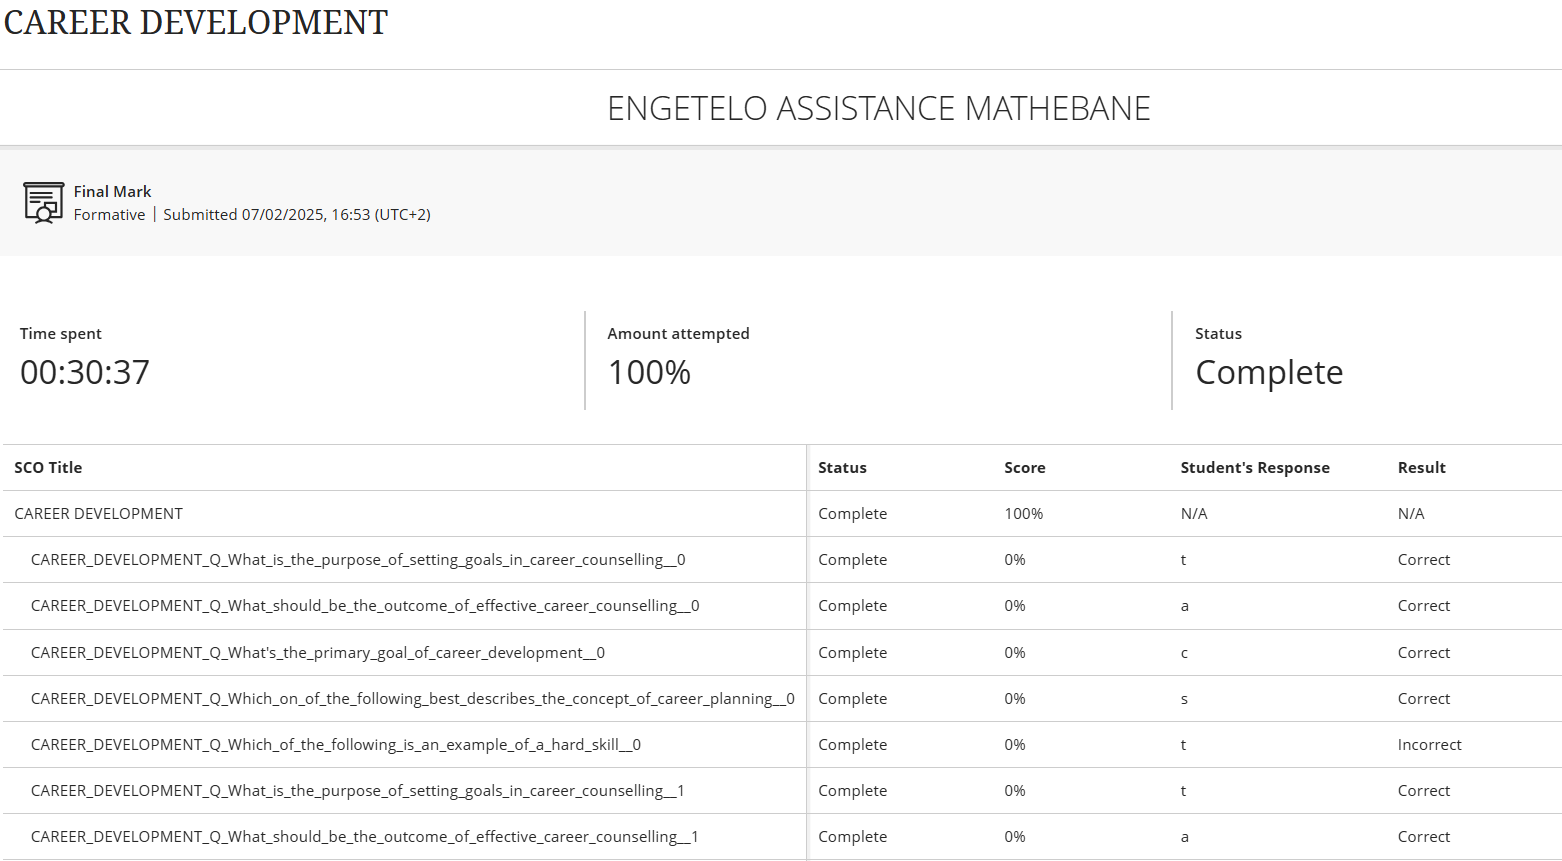 CAREER DEVELOPMENT
ENGETELO ASSISTANCE MATHEBANE
Final Mark
Formative | Submitted 07/02/2025, 16:53 (UTC+2)
Time spent Amount attempted Status
00:30:37 100% Complete
SCO Title Status Score Student's Response Result
CAREER DEVELOPMENT Complete 100% N/A N/A
CAREER_DEVELOPMENT_Q_What_is_the_purpose_of_setting_goals_in_career_counselling__0 Complete 0% t Correct
CAREER_DEVELOPMENT_Q_What_should_be_the_outcome_of_effective_career_counselling__0 Complete 0% a Correct
CAREER_DEVELOPMENT_Q_What's_the_primary_goal_of_career_development__0 Complete 0% c Correct
CAREER_DEVELOPMENT_Q_Which_on_of_the_following_best_describes_the_concept_of_career_planning__0 Complete 0% s Correct
CAREER_DEVELOPMENT_Q_Which_of_the_following_is_an_example_of_a_hard_skill__0 Complete 0% t Incorrect
CAREER_DEVELOPMENT_Q_What_is_the_purpose_of_setting_goals_in_career_counselling__1 Complete 0% t Correct
CAREER_DEVELOPMENT_Q_What_should_be_the_outcome_of_effective_career_counselling__1 Complete 0% a Correct